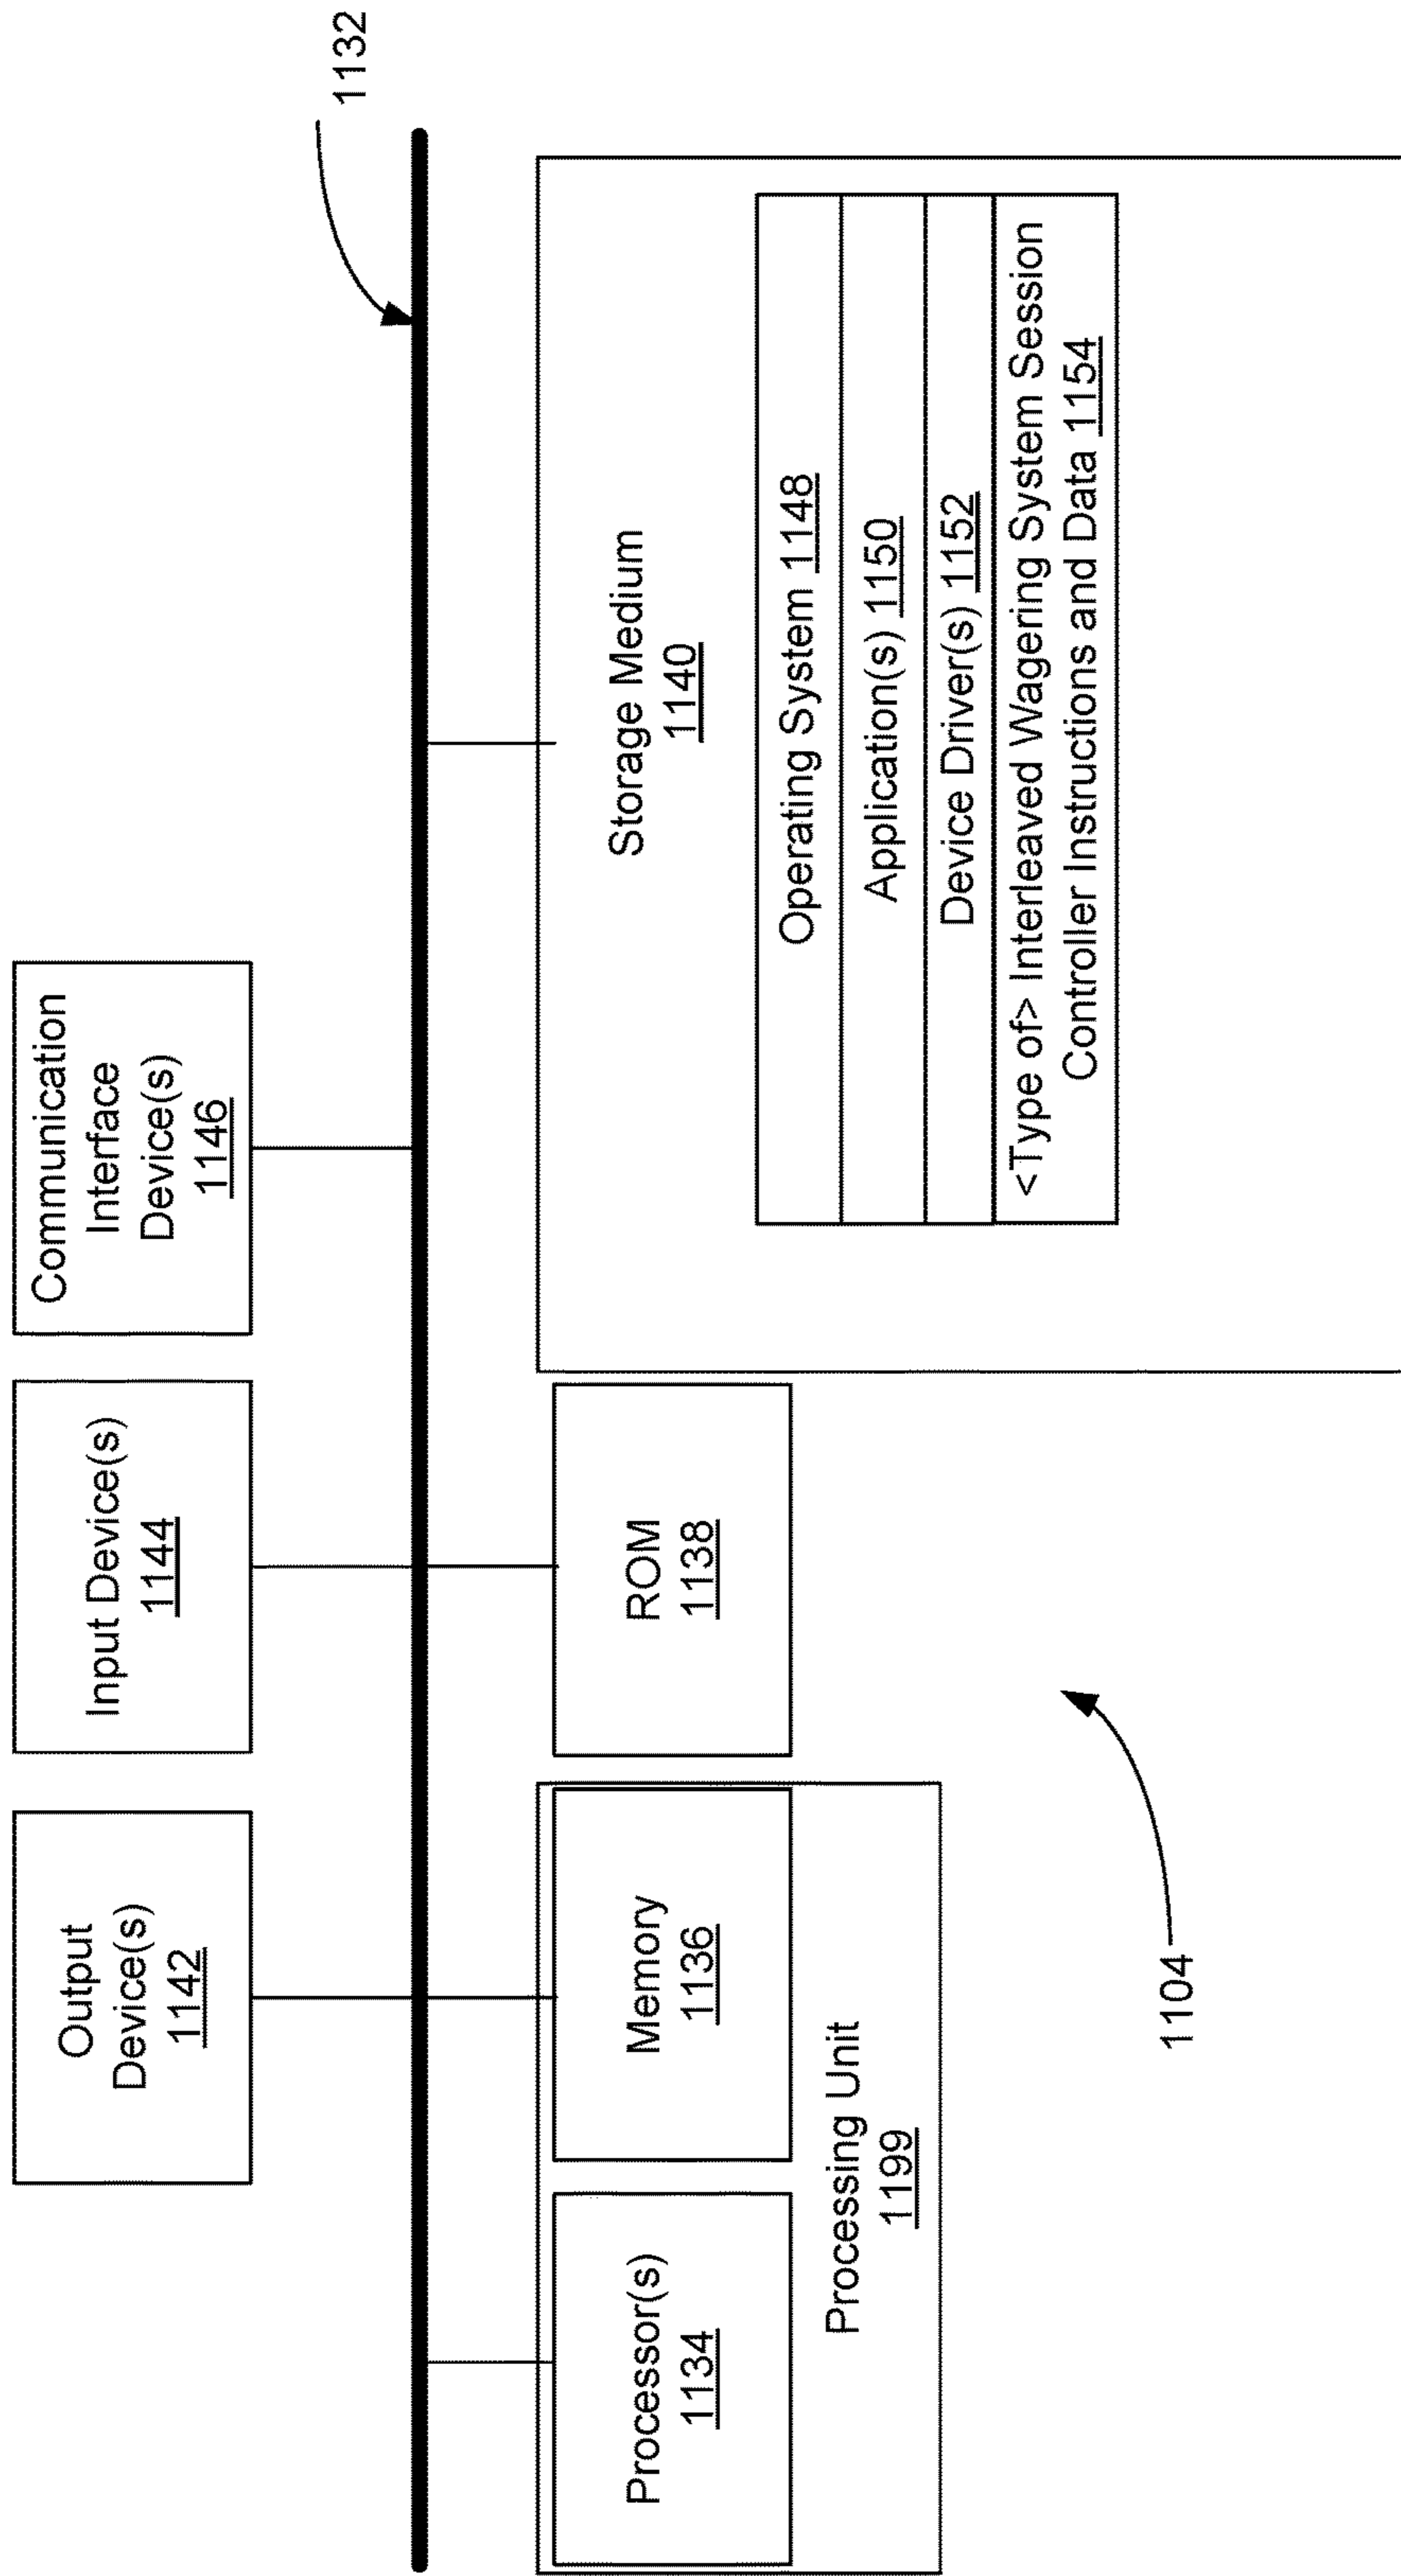 Output
Device(s)
1142
Input Device(s)
1144
Communication
Interface
Device(s)
1146
1132
Processor(s)
1134
Memory
1136
Processing Unit
1199
ROM
1138
Storage Medium
1140
Operating System 1148
Application(s) 1150
Device Driver(s) 1152
<Type of> Interleaved Wagering System Session
Controller Instructions and Data 1154
1104